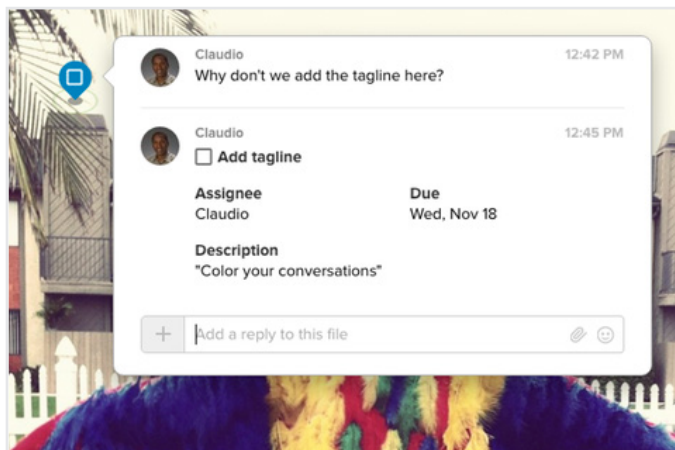 Claudio 12:42 PM
Why don't we add the tagline here?
Claudio 12:45 PM
Add tagline
Assignee Due
Claudio Wed, Nov 18
Description
"Color your conversations"
Add a reply to this file